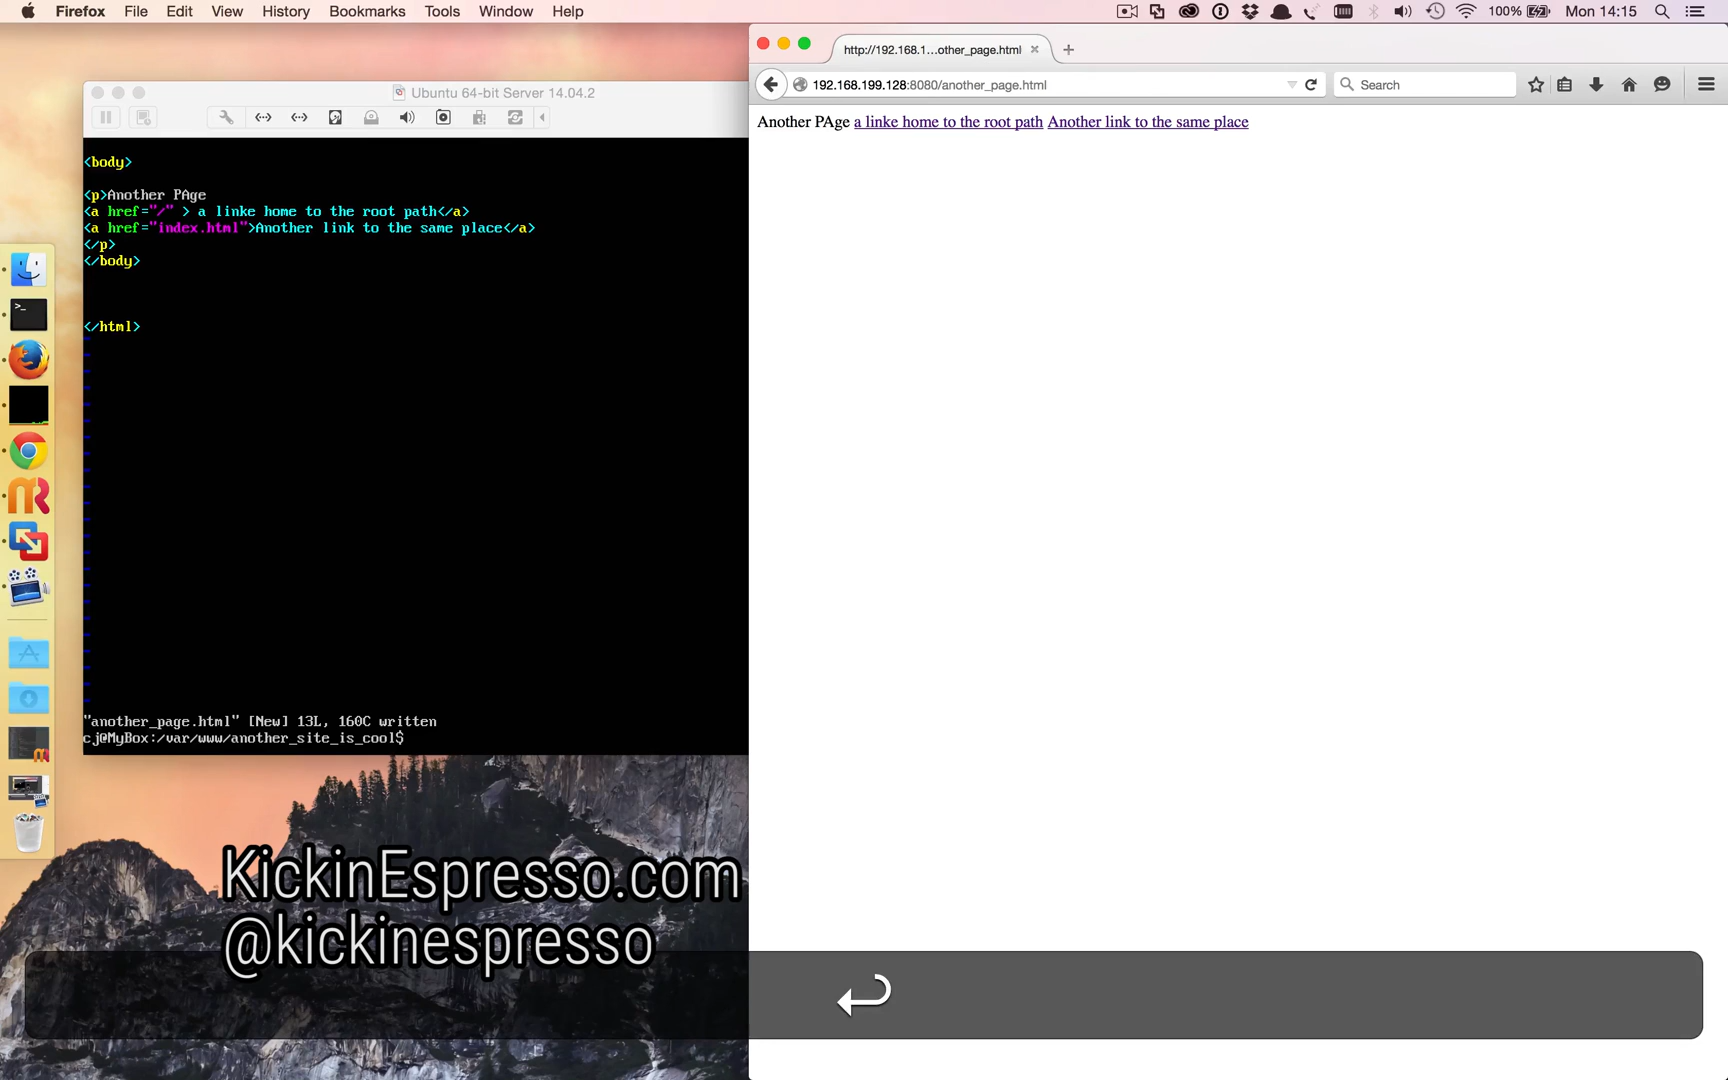 Firefox File Edit View History Bookmarks Tools Window Help 100% Mon 14:15
http://192.168.1...other_page.html
192.168.199.128:8080/another_page.html Search
Another PAge a linke home to the root path Another link to the same place
Ubuntu 64-bit Server 14.04.2
<body>
<p>Another PAge
<a href="/" > a linke home to the root path</a>
<a href="index.html">Another link to the same place</a>
</p>
</body>
</html>
"another_page.html" [New] 13L, 160C written
cj@MyBox:/var/www/another_site_is_cool$
KickinEspresso.com
@kickinespresso